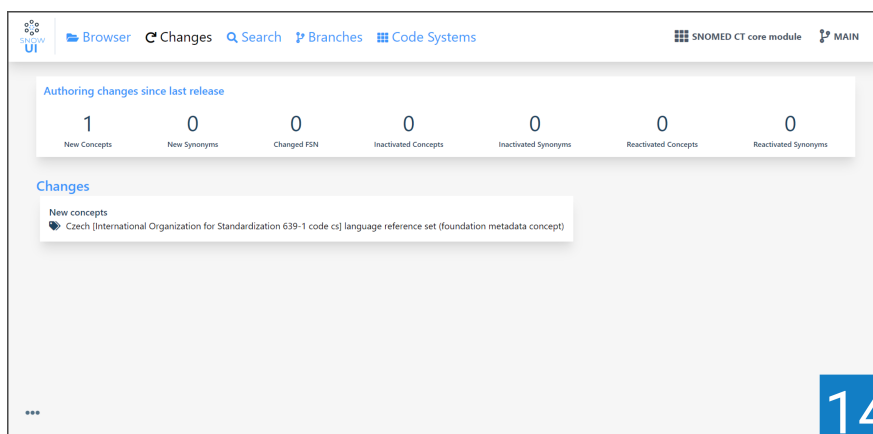 SNOW
UI
Browser Changes Search Branches Code Systems SNOMED CT core module MAIN
Authoring changes since last release
1 0 0 0 0 0 0
New Concepts New Synonyms Changed FSN Inactivated Concepts Inactivated Synonyms Reactivated Concepts Reactivated Synonyms
Changes
New concepts
Czech [International Organization for Standardization 639-1 code cs] language reference set (foundation metadata concept)
14